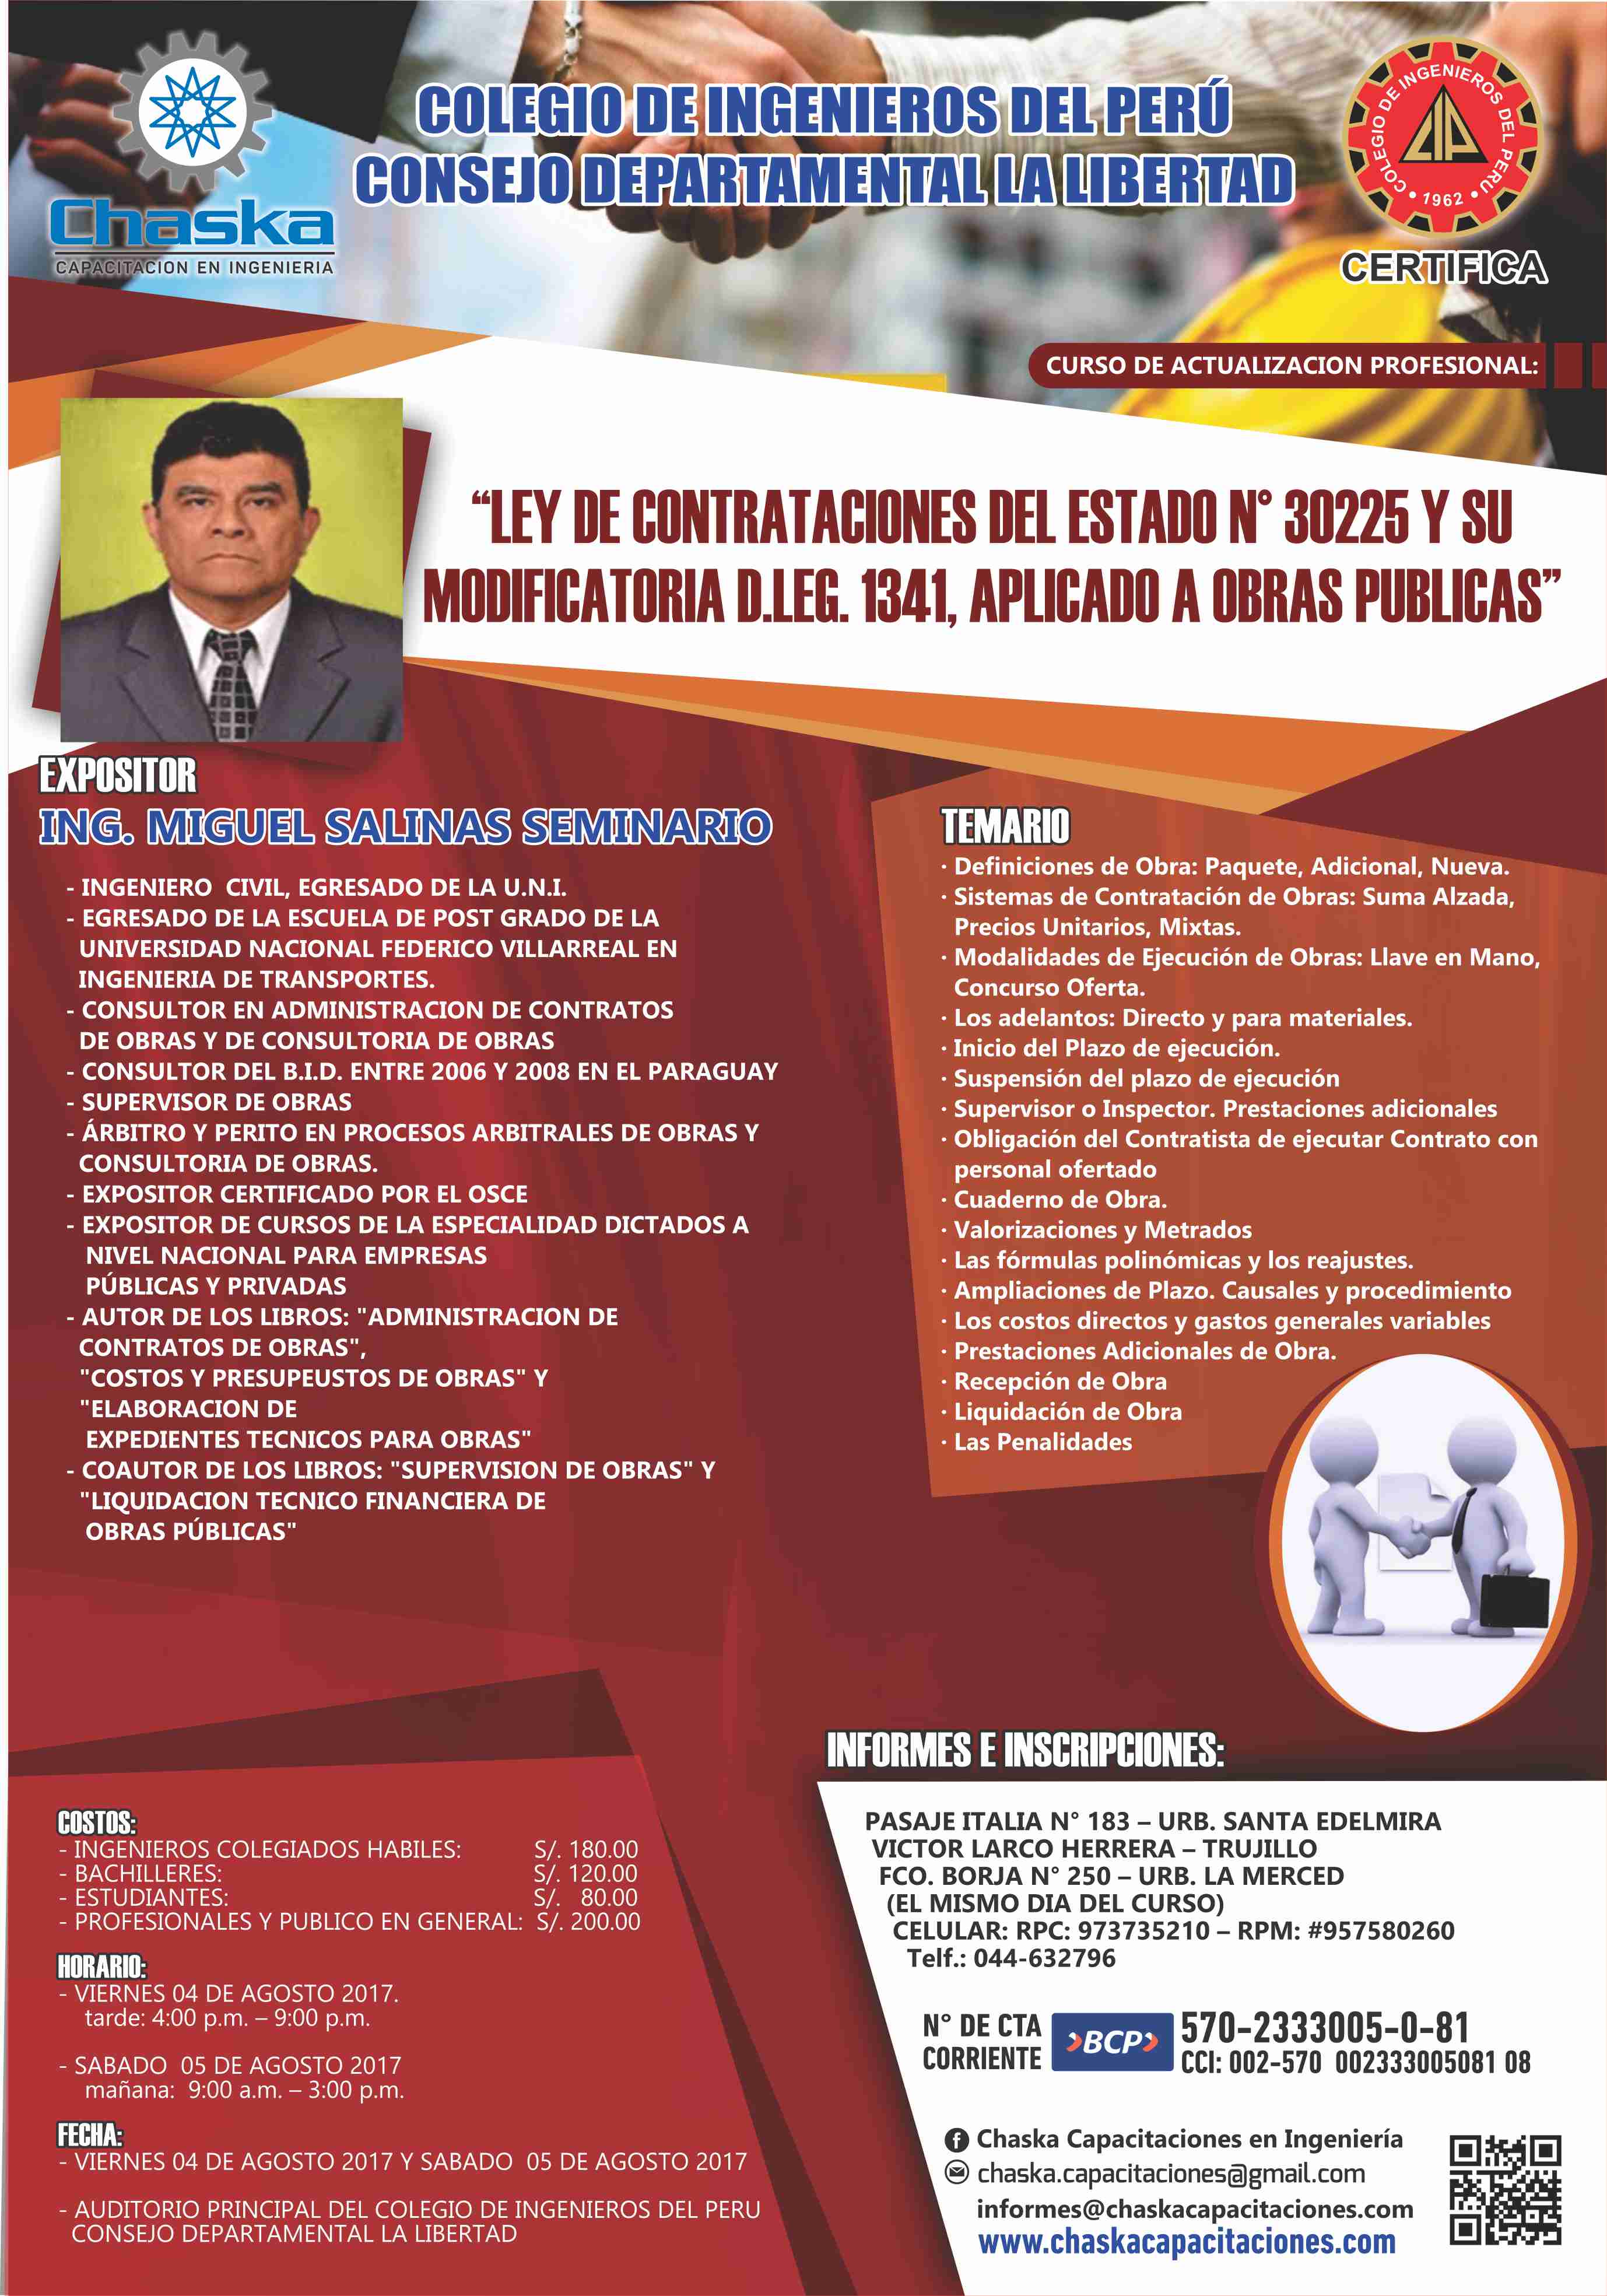 COLEGIO DE INGENIEROS DEL PERÚ
CONSEJO DEPARTAMENTAL LA LIBERTAD
Chaska
CAPACITACION EN INGENIERIA
COLEGIO DE INGENIEROS DEL PERU
CIP
• 1962 •
CERTIFICA
CURSO DE ACTUALIZACION PROFESIONAL:
“LEY DE CONTRATACIONES DEL ESTADO N° 30225 Y SU
MODIFICATORIA D.LEG. 1341, APLICADO A OBRAS PUBLICAS”
EXPOSITOR
ING. MIGUEL SALINAS SEMINARIO
- INGENIERO CIVIL, EGRESADO DE LA U.N.I.
- EGRESADO DE LA ESCUELA DE POST GRADO DE LA
UNIVERSIDAD NACIONAL FEDERICO VILLARREAL EN
INGENIERIA DE TRANSPORTES.
- CONSULTOR EN ADMINISTRACION DE CONTRATOS
DE OBRAS Y DE CONSULTORIA DE OBRAS
- CONSULTOR DEL B.I.D. ENTRE 2006 Y 2008 EN EL PARAGUAY
- SUPERVISOR DE OBRAS
- ÁRBITRO Y PERITO EN PROCESOS ARBITRALES DE OBRAS Y
CONSULTORIA DE OBRAS.
- EXPOSITOR CERTIFICADO POR EL OSCE
- EXPOSITOR DE CURSOS DE LA ESPECIALIDAD DICTADOS A
NIVEL NACIONAL PARA EMPRESAS
PÚBLICAS Y PRIVADAS
- AUTOR DE LOS LIBROS: "ADMINISTRACION DE
CONTRATOS DE OBRAS",
"COSTOS Y PRESUPEUSTOS DE OBRAS" Y
"ELABORACION DE
EXPEDIENTES TECNICOS PARA OBRAS"
- COAUTOR DE LOS LIBROS: "SUPERVISION DE OBRAS" Y
"LIQUIDACION TECNICO FINANCIERA DE
OBRAS PÚBLICAS"
TEMARIO
· Definiciones de Obra: Paquete, Adicional, Nueva.
· Sistemas de Contratación de Obras: Suma Alzada,
Precios Unitarios, Mixtas.
· Modalidades de Ejecución de Obras: Llave en Mano,
Concurso Oferta.
· Los adelantos: Directo y para materiales.
· Inicio del Plazo de ejecución.
· Suspensión del plazo de ejecución
· Supervisor o Inspector. Prestaciones adicionales
· Obligación del Contratista de ejecutar Contrato con
personal ofertado
· Cuaderno de Obra.
· Valorizaciones y Metrados
· Las fórmulas polinómicas y los reajustes.
· Ampliaciones de Plazo. Causales y procedimiento
· Los costos directos y gastos generales variables
· Prestaciones Adicionales de Obra.
· Recepción de Obra
· Liquidación de Obra
· Las Penalidades
COSTOS:
- INGENIEROS COLEGIADOS HABILES: S/. 180.00
- BACHILLERES: S/. 120.00
- ESTUDIANTES: S/. 80.00
- PROFESIONALES Y PUBLICO EN GENERAL: S/. 200.00
HORARIO:
- VIERNES 04 DE AGOSTO 2017.
tarde: 4:00 p.m. – 9:00 p.m.
- SABADO 05 DE AGOSTO 2017
mañana: 9:00 a.m. – 3:00 p.m.
FECHA:
- VIERNES 04 DE AGOSTO 2017 Y SABADO 05 DE AGOSTO 2017
- AUDITORIO PRINCIPAL DEL COLEGIO DE INGENIEROS DEL PERU
CONSEJO DEPARTAMENTAL LA LIBERTAD
INFORMES E INSCRIPCIONES:
PASAJE ITALIA N° 183 – URB. SANTA EDELMIRA
VICTOR LARCO HERRERA – TRUJILLO
FCO. BORJA N° 250 – URB. LA MERCED
(EL MISMO DIA DEL CURSO)
CELULAR: RPC: 973735210 – RPM: #957580260
Telf.: 044-632796
N° DE CTA
CORRIENTE
BCP
570-2333005-0-81
CCI: 002-570 002333005081 08
Chaska Capacitaciones en Ingeniería
chaska.capacitaciones@gmail.com
informes@chaskacapacitaciones.com
www.chaskacapacitaciones.com